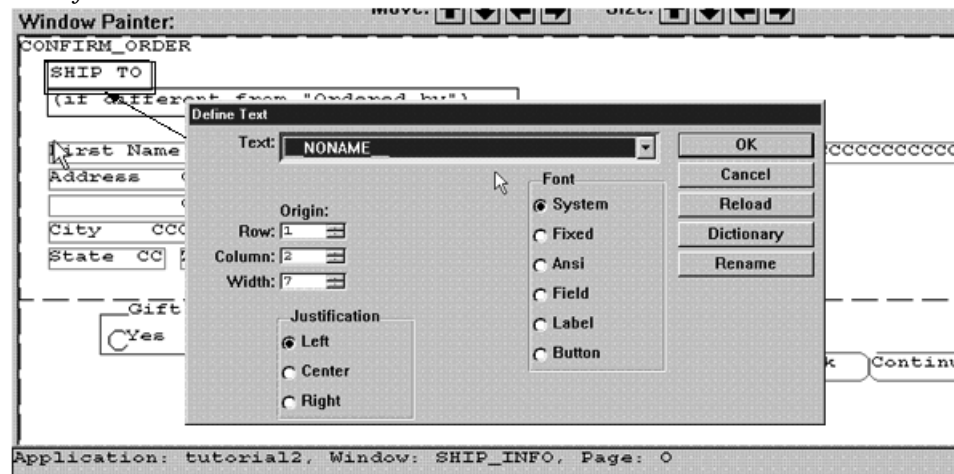 Move: Size:
Window Painter:
CONFIRM_ORDER
SHIP TO
(if different from "Ordered by")
Define Text
Text: __NONAME__
OK
First Name
Cancel
Address
Font
System
Reload
Origin:
City CCC
Row: 1
Fixed
Dictionary
State CC
Column: 2
Ansi
Rename
Width: 7
Field
Gift
Justification
Label
Yes
Left
Button
Center
k Continu
Right
Application: tutorial2, Window: SHIP_INFO, Page: 0